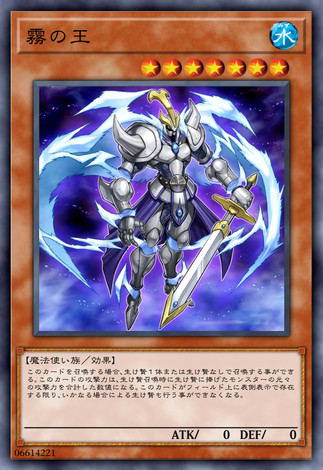 霧の王
水
【魔法使い族／効果】
このカードを召喚する場合、生け贄１体または生け贄なしで召喚する事ができ
る。このカードの攻撃力は、生け贄召喚時に生け贄に捧げたモンスターの元々
の攻撃力を合計した数値になる。このカードがフィールド上に表側表示で存在
する限り、いかなる場合による生け贄も行う事ができなくなる。
ATK/ 0 DEF/ 0
06614221